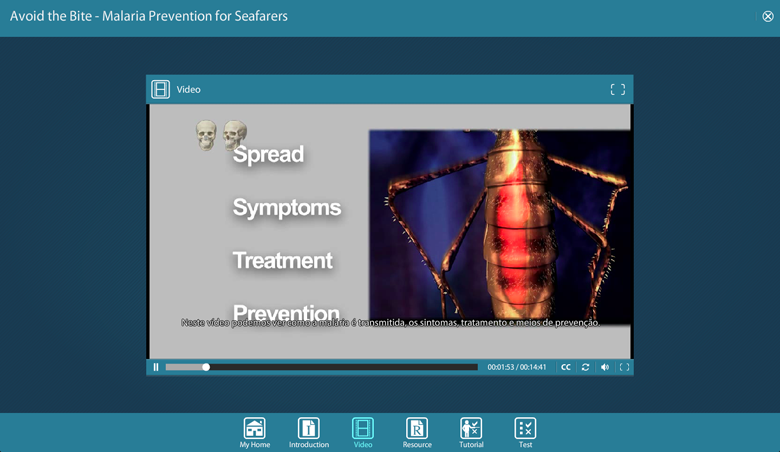 Avoid the Bite - Malaria Prevention for Seafarers
Video
Spread
Symptoms
Treatment
Prevention
Neste vídeo podemos ver como a malária é transmitida, os sintomas, tratamento e meios de prevenção.
00:01:53 / 00:14:41
CC
My Home
Introduction
Video
Resource
Tutorial
Test